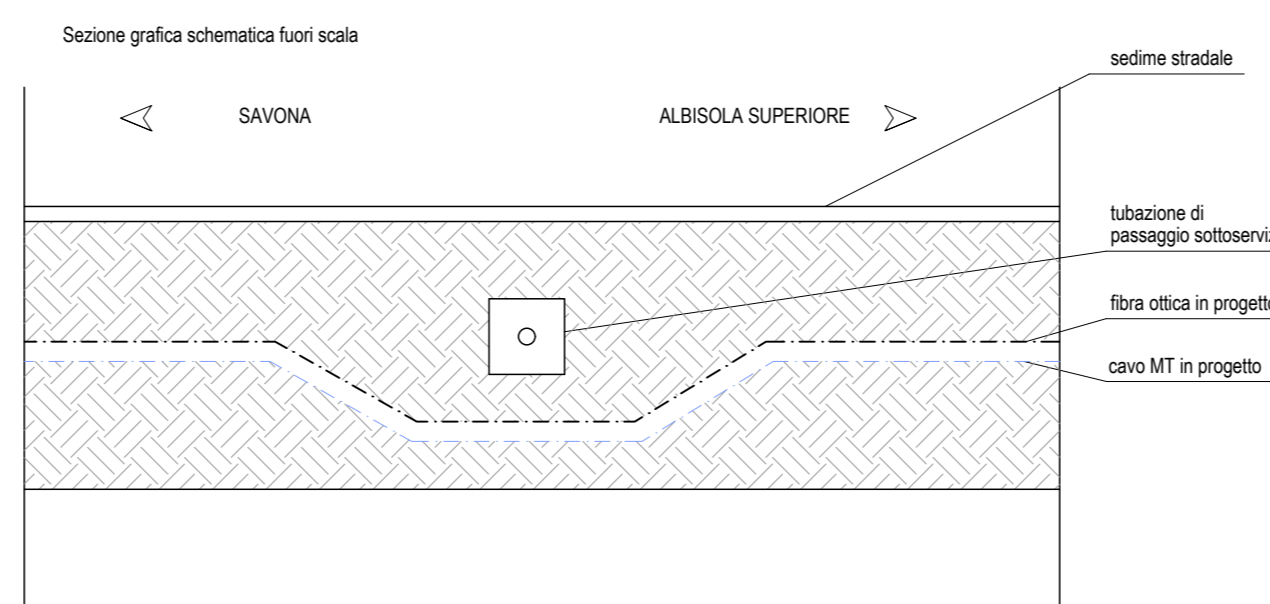 Sezione grafica schematica fuori scala
sedime stradale
SAVONA
ALBISOLA SUPERIORE
tubazione di
passaggio
fibra ottica in
cavo MT in progetto